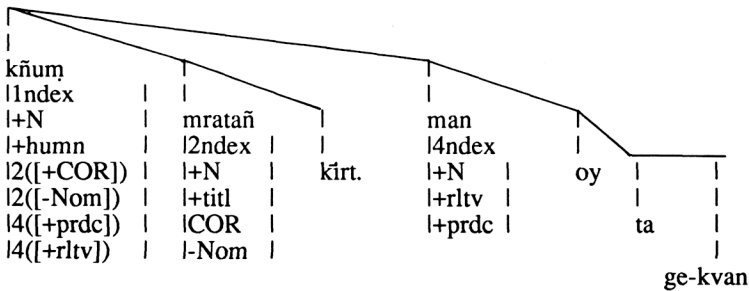 kñuṃ
1ndex
+N
+humn
2([+COR])
2([-Nom])
4([+prdc])
4([+rltv])
mratañ
2ndex
+N
+titl
COR
-Nom
kīrt.
man
4ndex
+N
+rltv
+prdc
oy
ta
ge-kvan